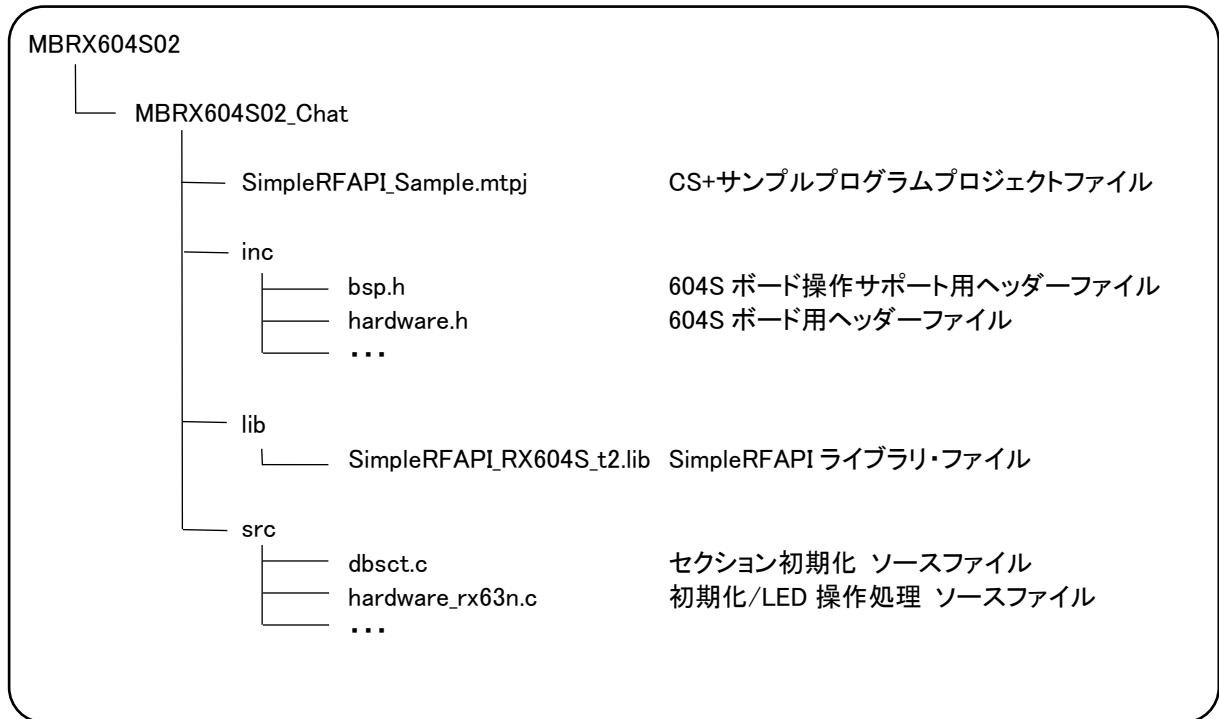 MBRX604S02
MBRX604S02_Chat
SimpleRFAPI_Sample.mtpj CS+サンプルプログラムプロジェクトファイル
inc
bsp.h 604S ボード操作サポート用ヘッダーファイル
hardware.h 604S ボード用ヘッダーファイル
・・・
lib
SimpleRFAPI_RX604S_t2.lib SimpleRFAPI ライブラリ・ファイル
src
dbsct.c セクション初期化 ソースファイル
hardware_rx63n.c 初期化/LED 操作処理 ソースファイル
・・・